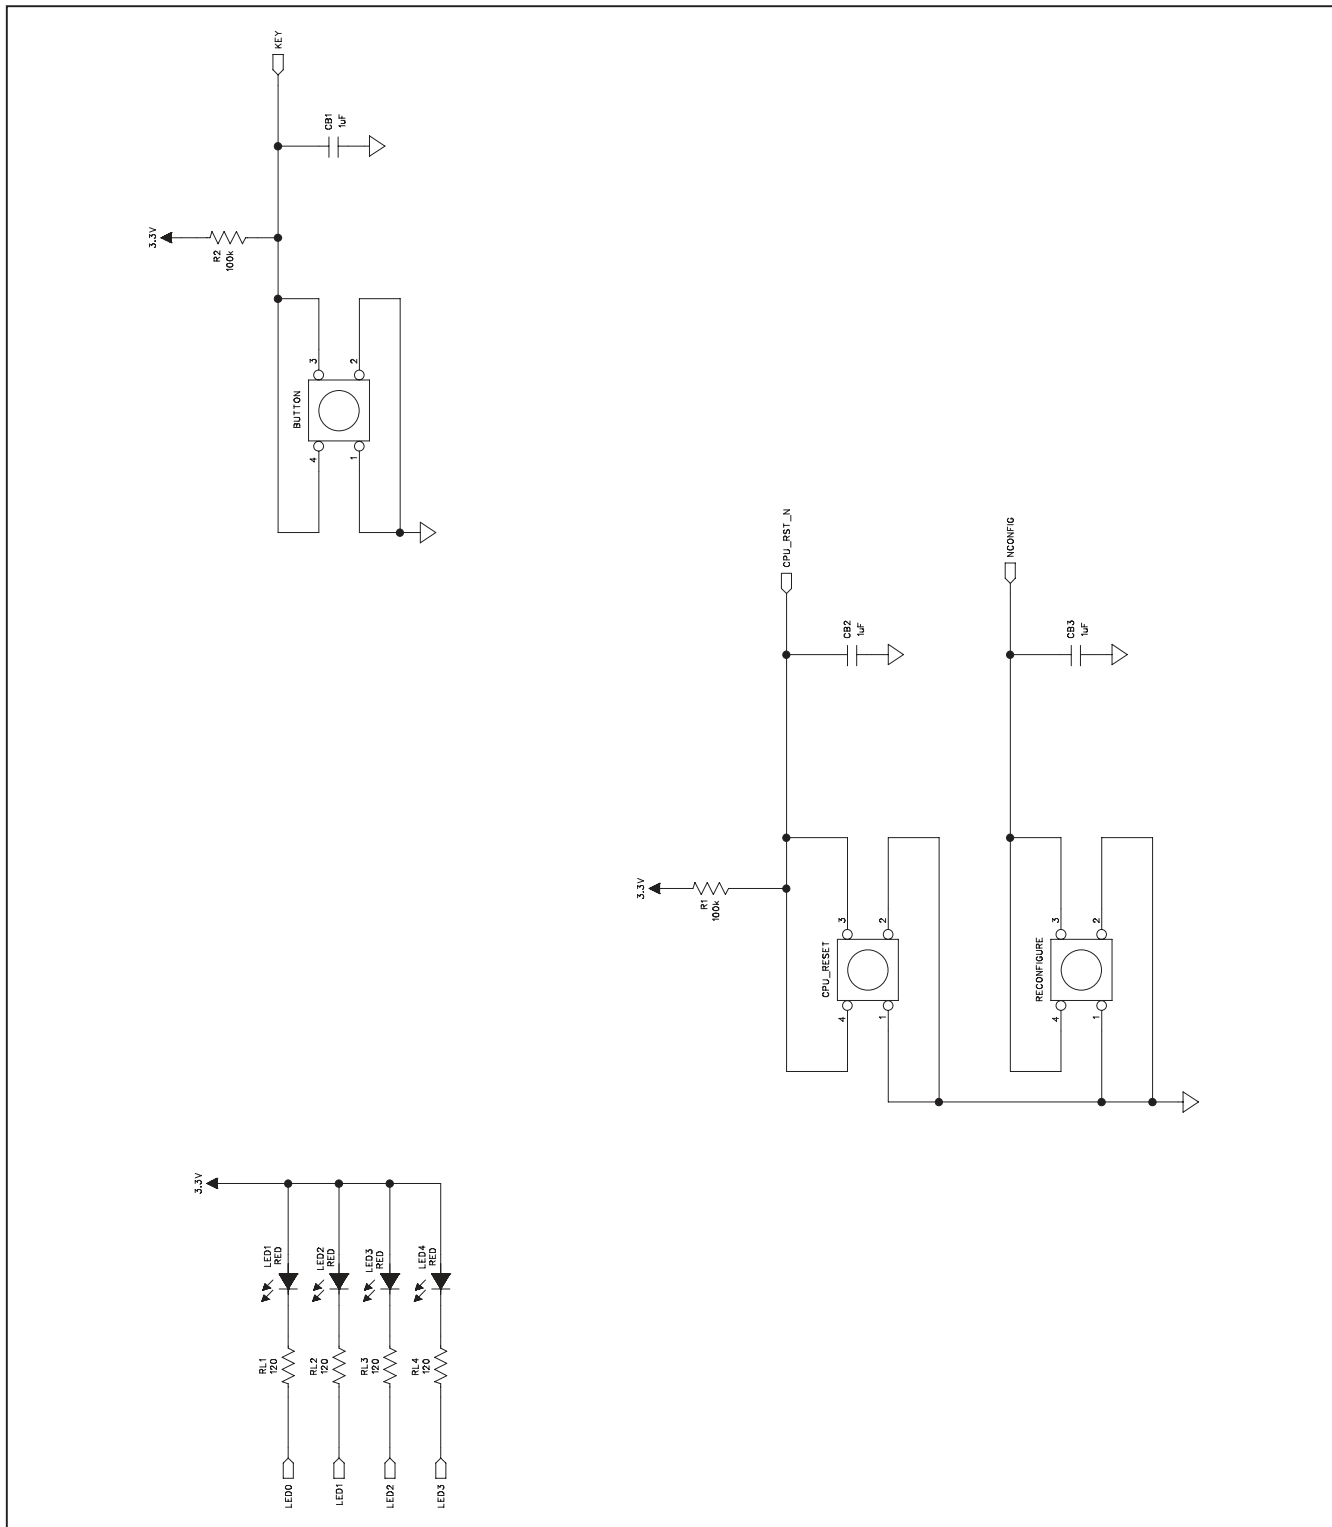 KEY
CB1
1uF
3.3V
R2
100k
3
2
BUTTON
4
1
CPU_RST_N
NCONFIG
CB2
1uF
CB3
1uF
3.3V
R1
100k
3
2
CPU_RESET
4
1
3
2
RECONFIGURE
4
1
3.3V
LED1
RED
LED2
RED
LED3
RED
LED4
RED
RL1
120
RL2
120
RL3
120
RL4
120
LED0
LED1
LED2
LED3